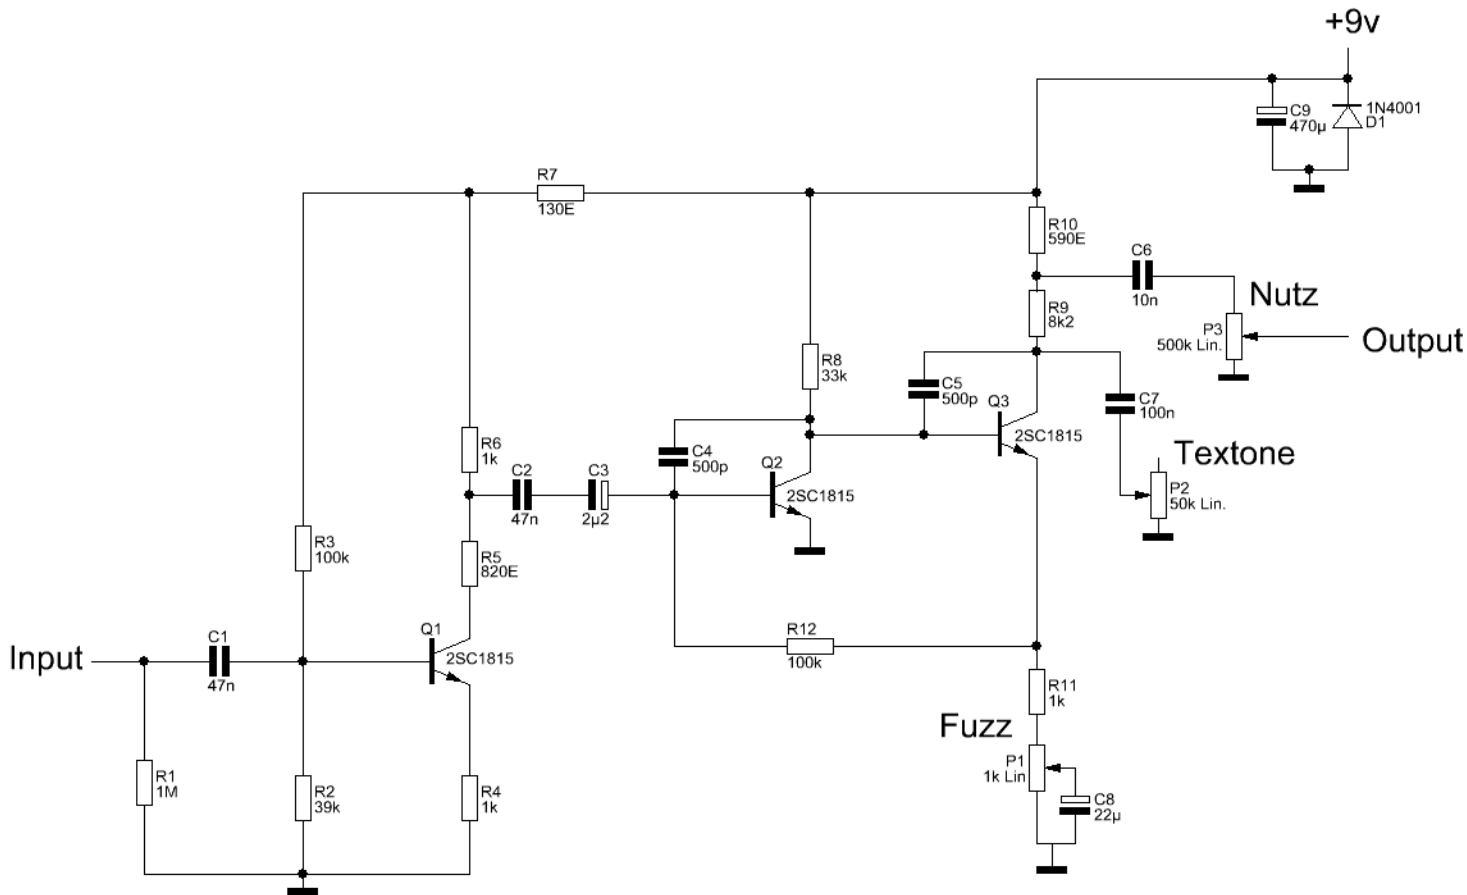 +9v
C9
470µ
1N4001
D1
R7
130E
R10
590E
C6
10n
Nutz
R9
8k2
P3
500k Lin.
Output
R8
33k
C5
500p
Q3
2SC1815
C7
100n
R6
1k
C4
500p
Q2
2SC1815
Textone
C2
47n
C3
2µ2
P2
50k Lin.
R3
100k
R5
820E
Input
C1
47n
Q1
2SC1815
R12
100k
R11
1k
Fuzz
P1
1k Lin
R1
1M
R2
39k
R4
1k
C8
22µ